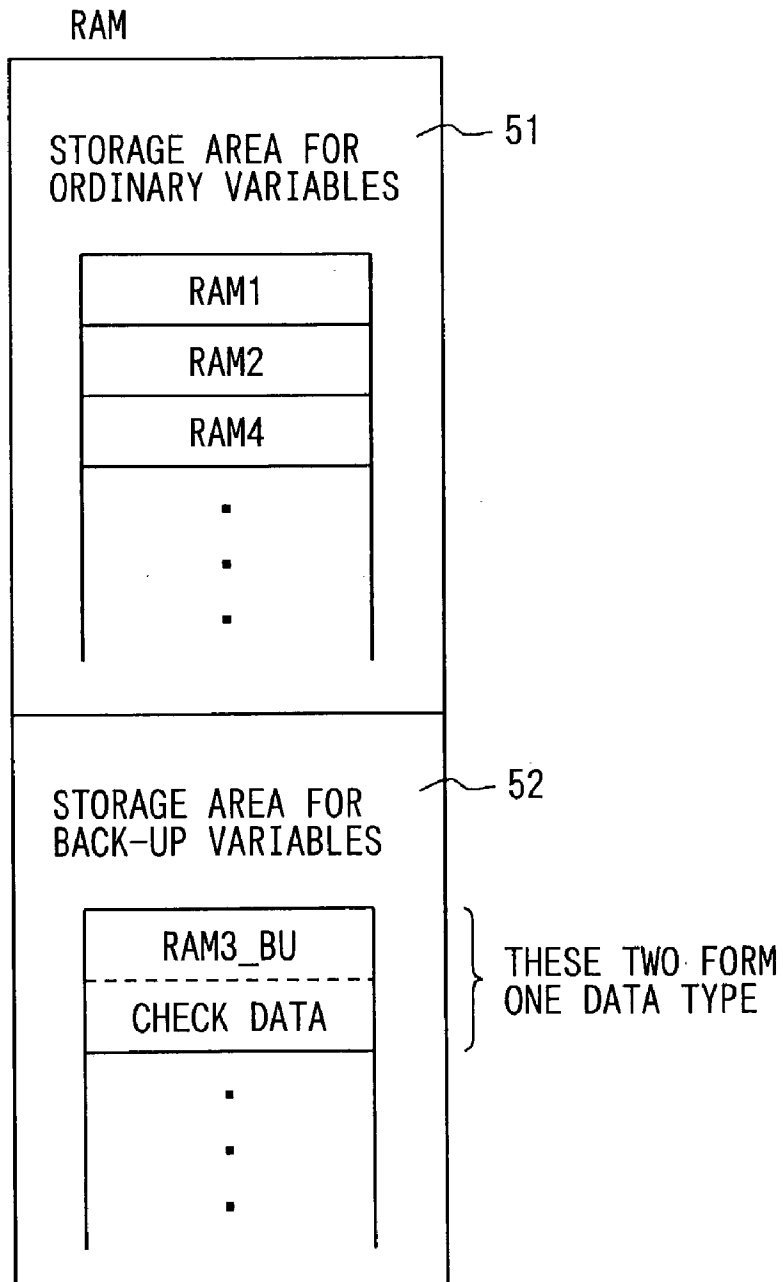 RAM
51
STORAGE AREA FOR
ORDINARY VARIABLES
RAM1
RAM2
RAM4
52
STORAGE AREA FOR
BACK-UP VARIABLES
RAM3_BU
CHECK DATA
THESE TWO FORM
ONE DATA TYPE